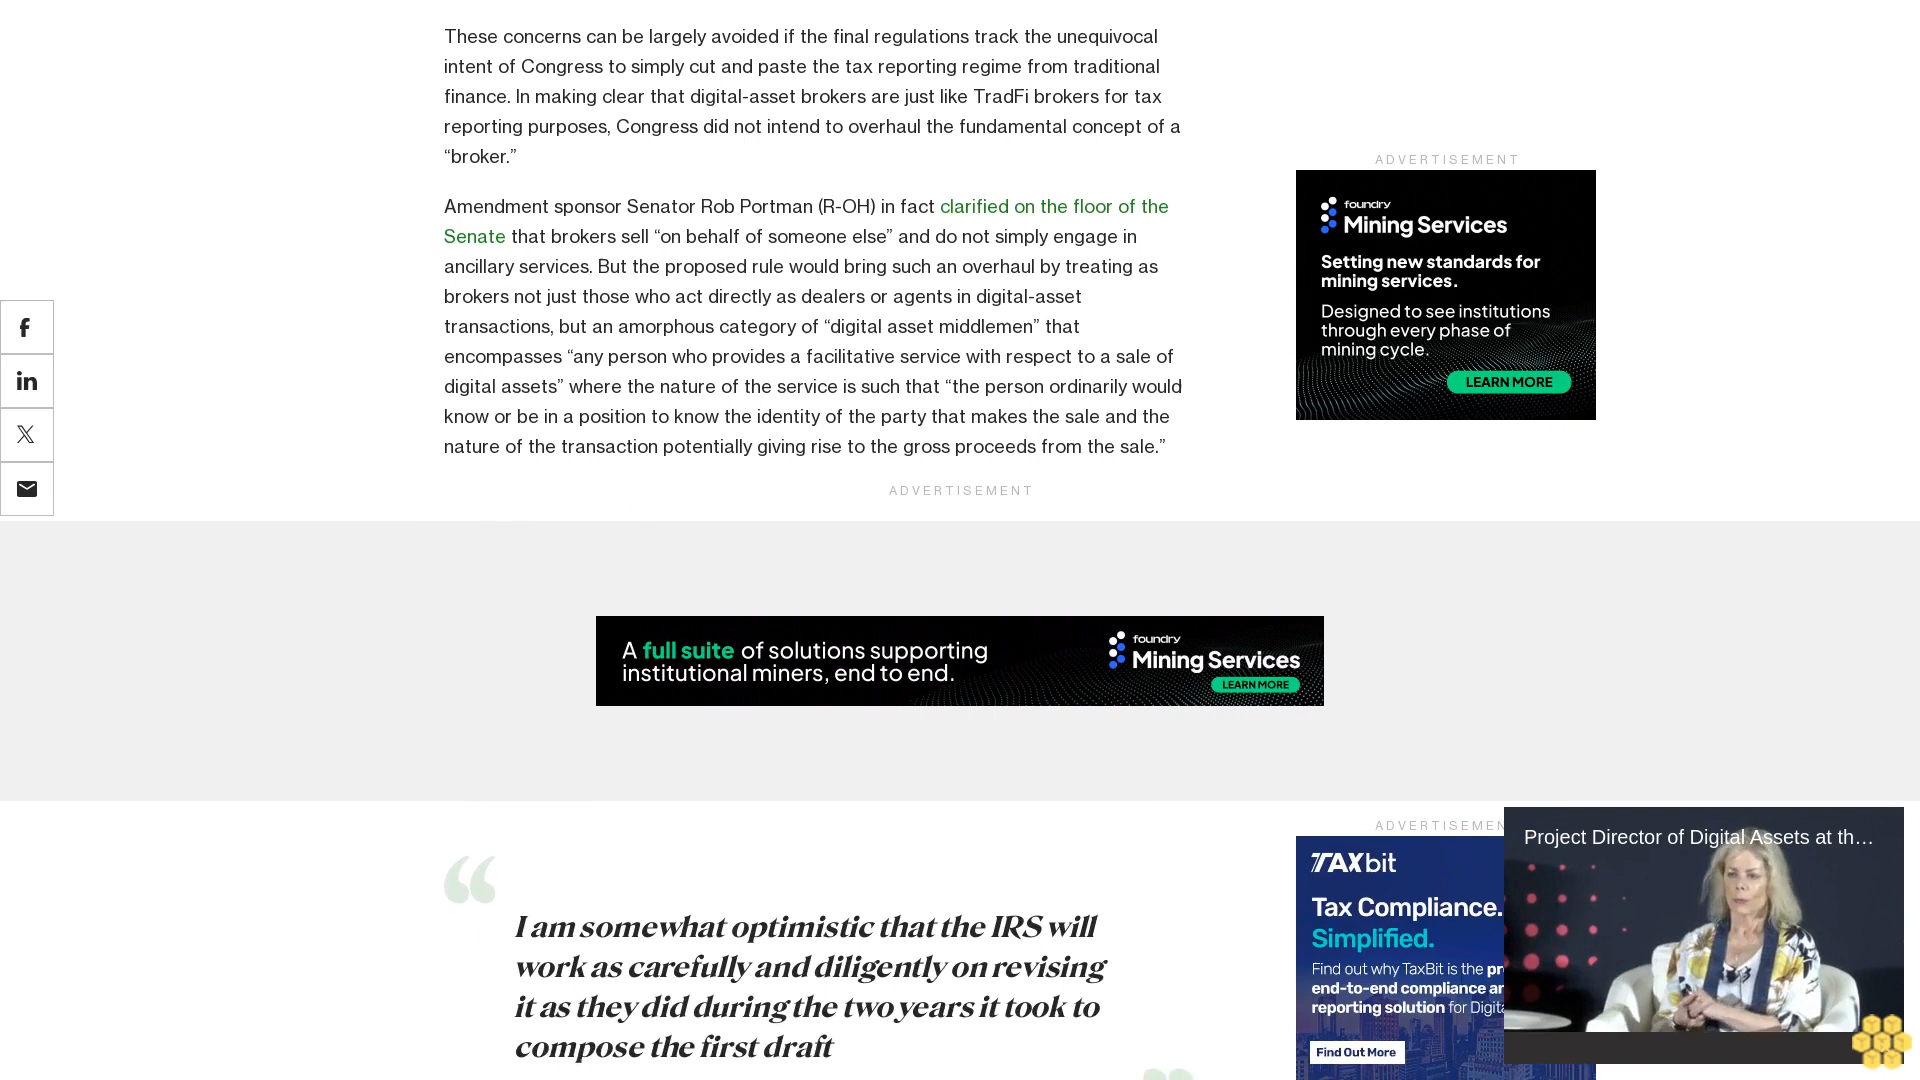 These concerns can be largely avoided if the final regulations track the unequivocal
intent of Congress to simply cut and paste the tax reporting regime from traditional
finance. In making clear that digital-asset brokers are just like TradFi brokers for tax
reporting purposes, Congress did not intend to overhaul the fundamental concept of a
“broker.”
Amendment sponsor Senator Rob Portman (R-OH) in fact clarified on the floor of the
Senate that brokers sell “on behalf of someone else” and do not simply engage in
ancillary services. But the proposed rule would bring such an overhaul by treating as
brokers not just those who act directly as dealers or agents in digital-asset
transactions, but an amorphous category of “digital asset middlemen” that
encompasses “any person who provides a facilitative service with respect to a sale of
digital assets” where the nature of the service is such that “the person ordinarily would
know or be in a position to know the identity of the party that makes the sale and the
nature of the transaction potentially giving rise to the gross proceeds from the sale.”
ADVERTISEMENT
foundry
Mining Services
Setting new standards for
mining services.
Designed to see institutions
through every phase of
mining cycle.
LEARN MORE
ADVERTISEMENT
A full suite of solutions supporting
institutional miners, end to end.
foundry
Mining Services
LEARN MORE
“
I am somewhat optimistic that the IRS will
work as carefully and diligently on revising
it as they did during the two years it took to
compose the first draft
ADVERTISEMEN
TAXbit
Tax Compliance.
Simplified.
Find out why TaxBit is the pr
end-to-end compliance ar
reporting solution for Digita
Find Out More
Project Director of Digital Assets at th…